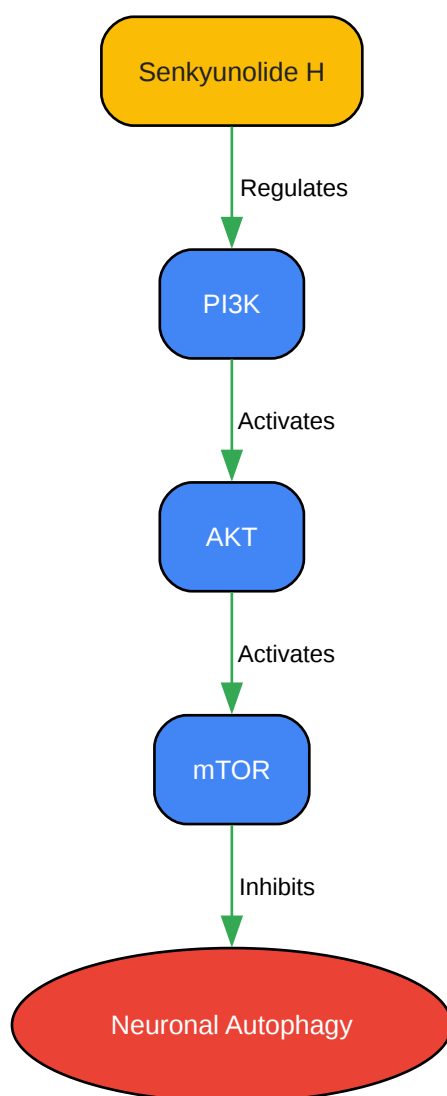 Senkyunolide H
Regulates
PI3K
Activates
AKT
Activates
mTOR
Inhibits
Neuronal Autophagy